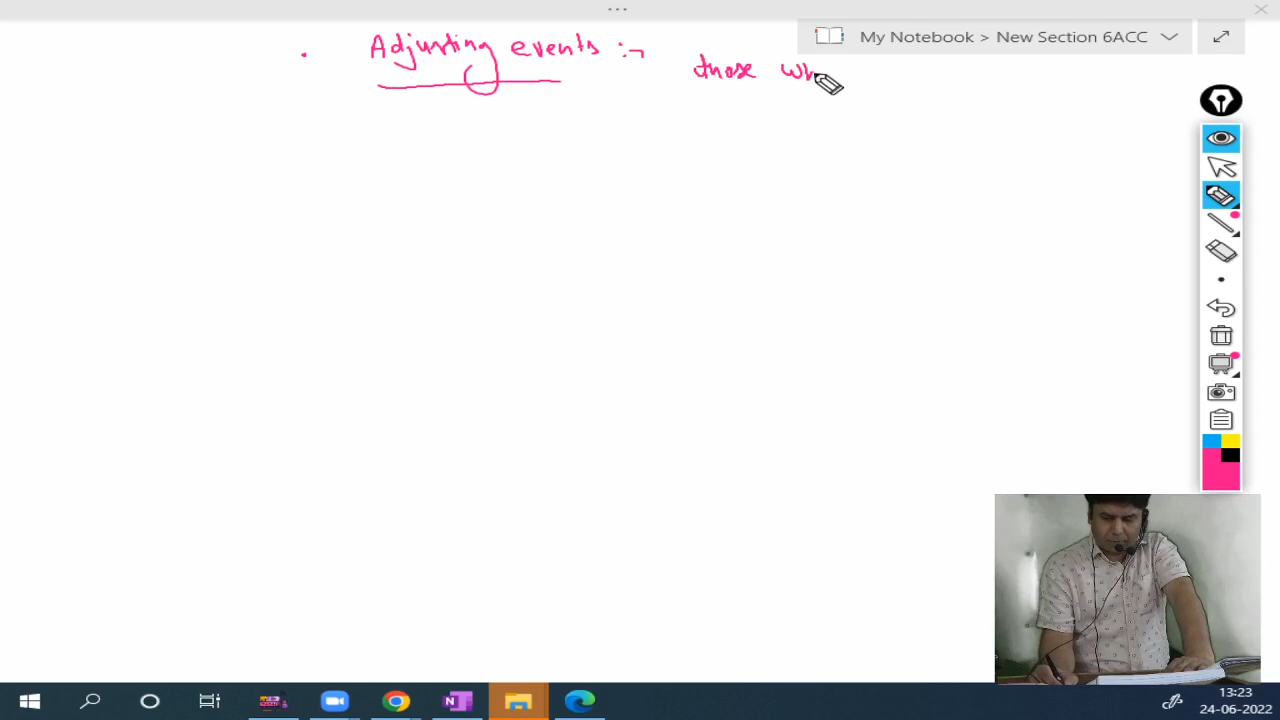 My Notebook > New Section 6ACC
• Adjusting events :-
those wh
13:23
24-06-2022